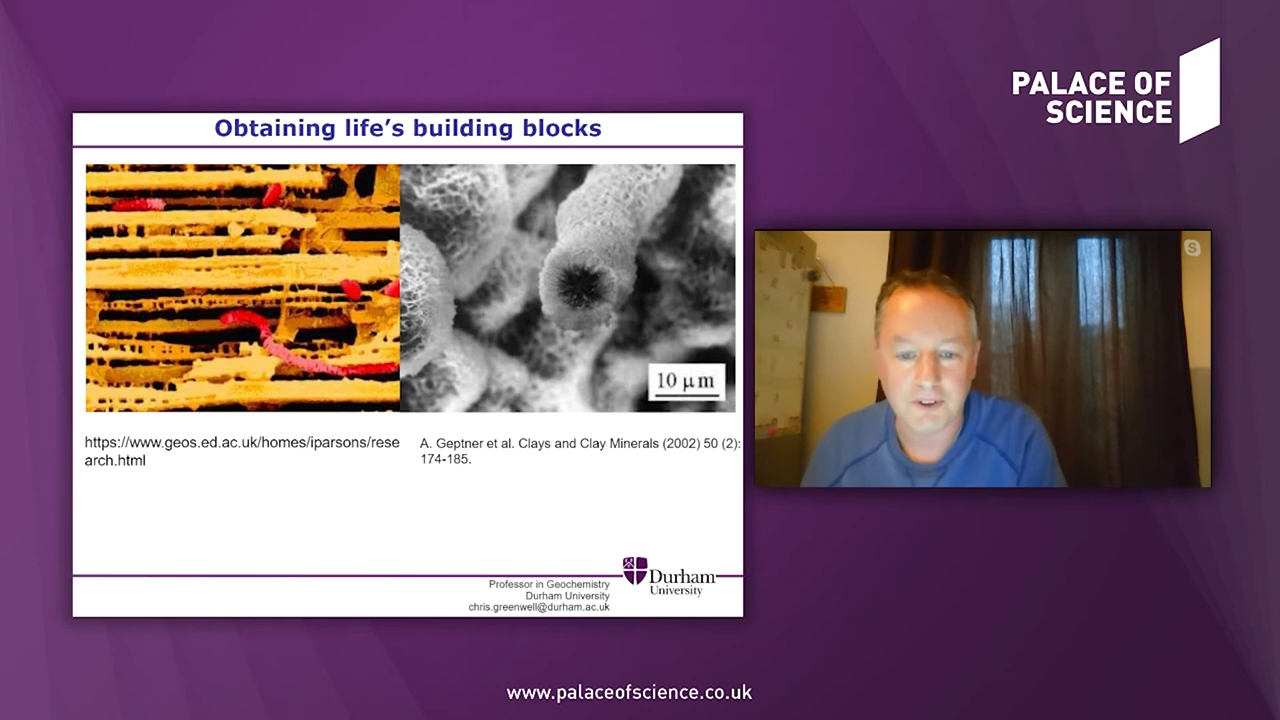 PALACE OF
SCIENCE
Obtaining life's building blocks
10 μm
https://www.geos.ed.ac.uk/homes/iparsons/rese
arch.html
A. Geptner et al. Clays and Clay Minerals (2002) 50 (2):
174-185.
Professor in Geochemistry
Durham University
chris.greenwell@durham.ac.uk
Durham
University
www.palaceofscience.co.uk